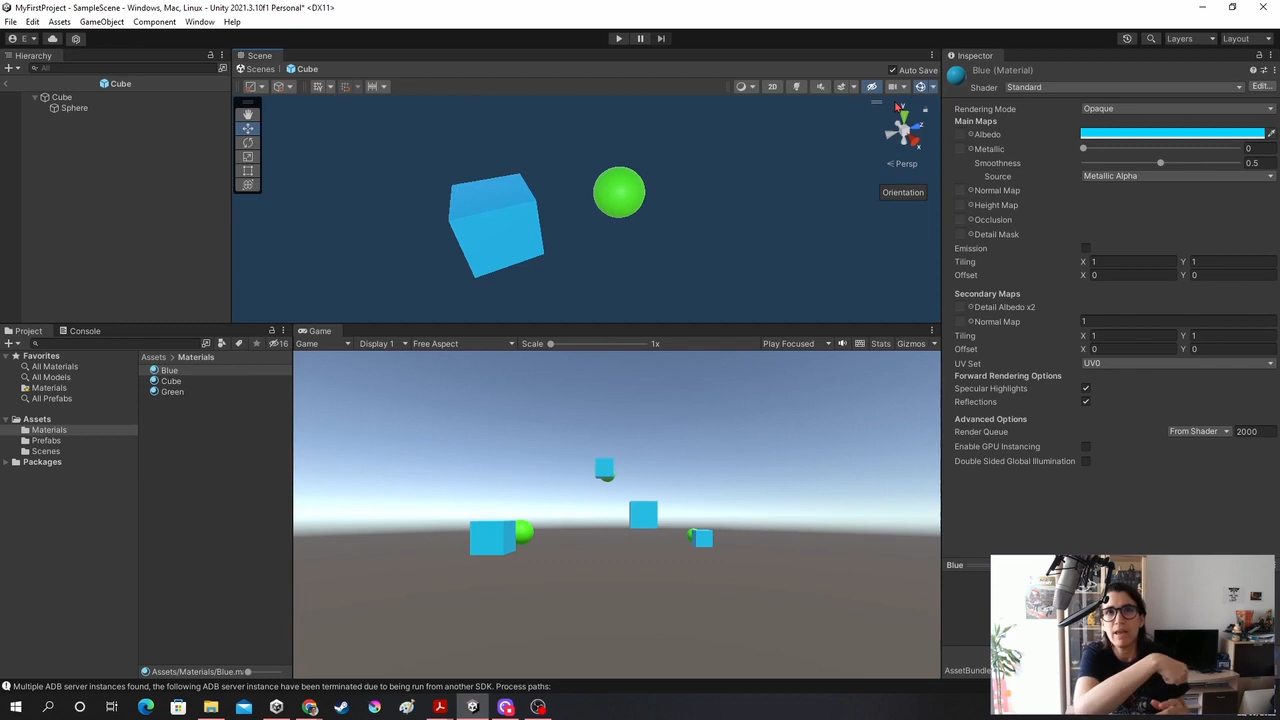 MyFirstProject - SampleScene - Windows, Mac, Linux - Unity 2021.3.10f1 Personal* <DX11>
File Edit Assets GameObject Component Window Help
E Layers Layout
Hierarchy
All
Cube
Cube
Sphere
Scene
Scenes Cube Auto Save
2D
y
z
x
Persp
Orientation
Inspector
Blue (Material)
Shader Standard Edit...
Rendering Mode Opaque
Main Maps
Albedo
Metallic 0
Smoothness 0.5
Source Metallic Alpha
Normal Map
Height Map
Occlusion
Detail Mask
Emission
Tiling X 1 Y 1
Offset X 0 Y 0
Secondary Maps
Detail Albedo x2
Normal Map 1
Tiling X 1 Y 1
Offset X 0 Y 0
UV Set UV0
Forward Rendering Options
Specular Highlights
Reflections
Advanced Options
Render Queue From Shader 2000
Enable GPU Instancing
Double Sided Global Illumination
Blue
AssetBundle
Project Console
16
Favorites
All Materials
All Models
Materials
All Prefabs
Assets
Materials
Prefabs
Scenes
Packages
Assets > Materials
Blue
Cube
Green
Assets/Materials/Blue.m
Game
Game Display 1 Free Aspect Scale 1x Play Focused Stats Gizmos
Multiple ADB server instances found, the following ADB server instance have been terminated due to being run from another SDK. Process paths: